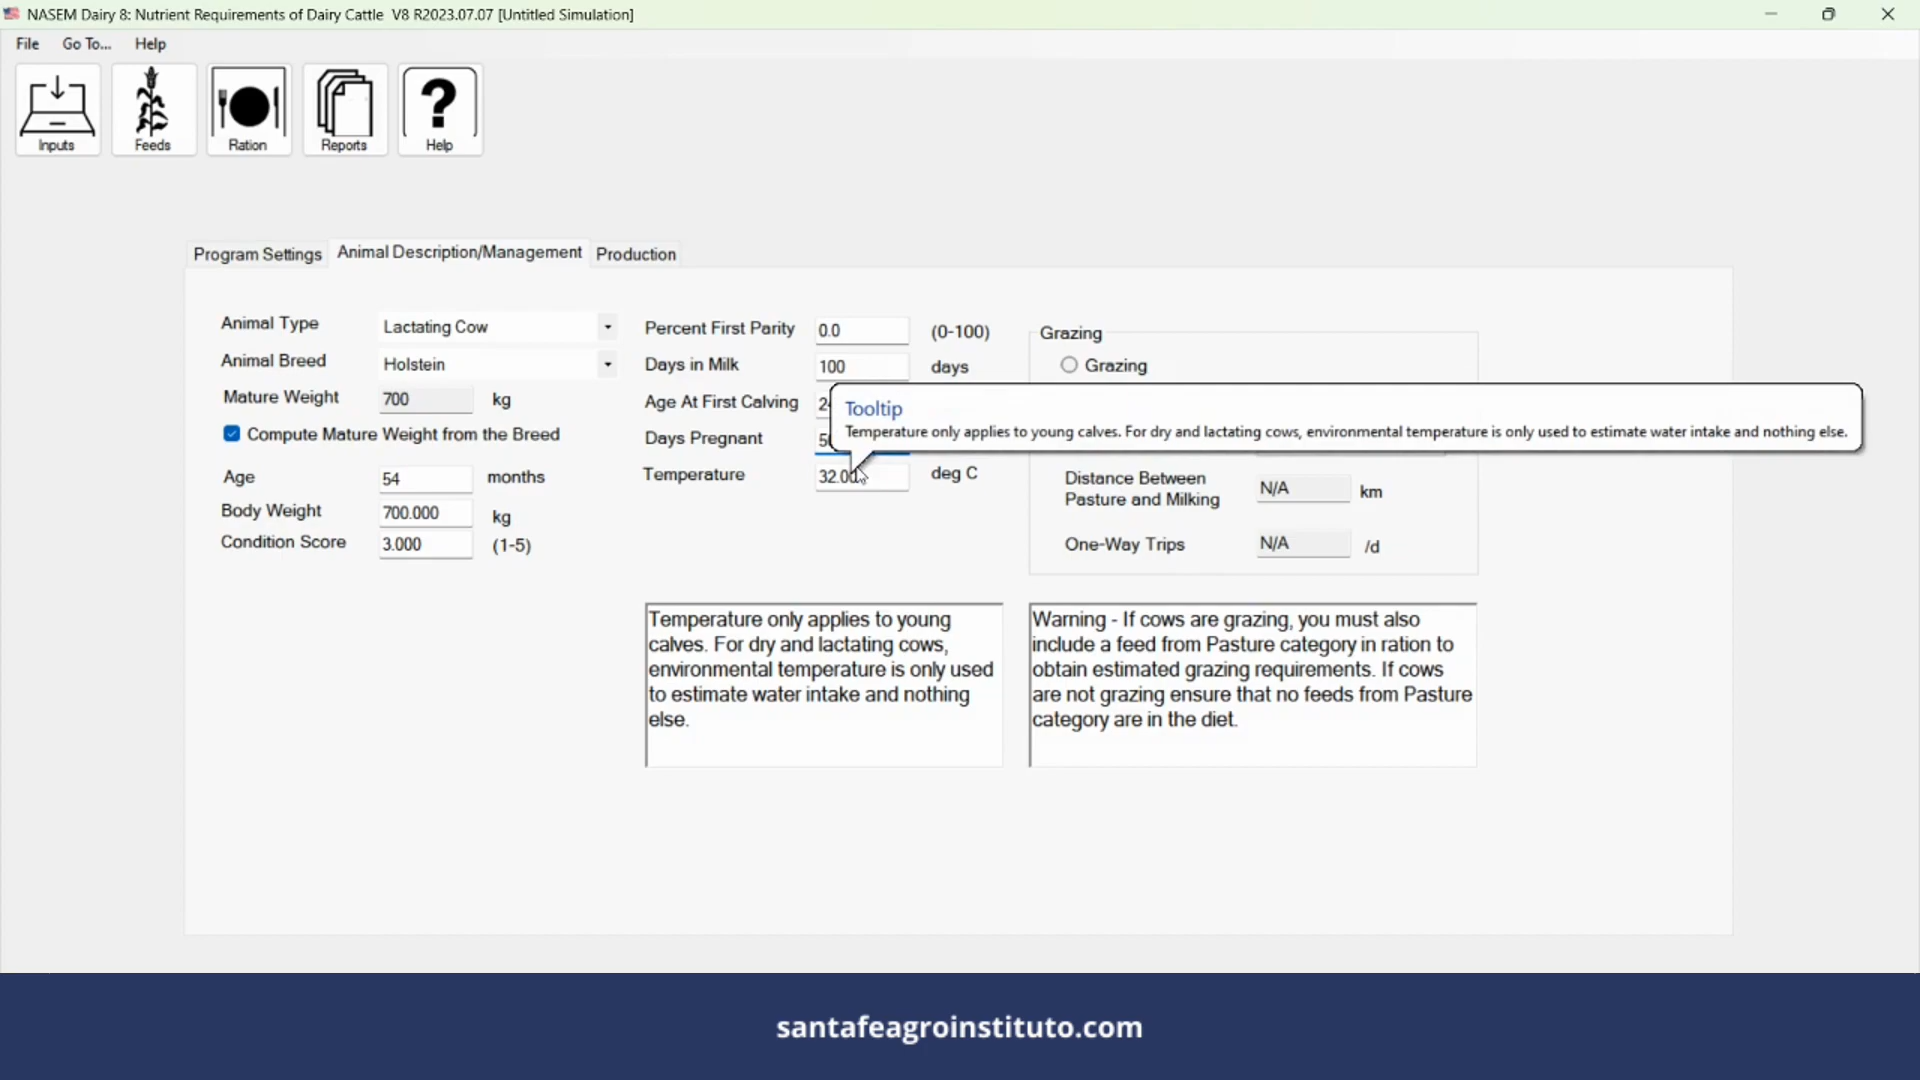 NASEM Dairy 8: Nutrient Requirements of Dairy Cattle V8 R2023.07.07 [Untitled Simulation]
File Go To... Help
Inputs Feeds Ration Reports Help
Program Settings Animal Description/Management Production
Animal Type Lactating Cow
Animal Breed Holstein
Mature Weight 700 kg
Compute Mature Weight from the Breed
Age 54 months
Body Weight 700.000 kg
Condition Score 3.000 (1-5)
Percent First Parity 0.0 (0-100)
Days in Milk 100 days
Age At First Calving
Days Pregnant
Temperature deg C
Tooltip
Temperature only applies to young calves. For dry and lactating cows, environmental temperature is only used to estimate water intake and nothing else.
Grazing
Grazing
Distance Between
Pasture and Milking N/A km
One-Way Trips N/A /d
Temperature only applies to young
calves. For dry and lactating cows,
environmental temperature is only used
to estimate water intake and nothing
else.
Warning - If cows are grazing, you must also
include a feed from Pasture category in ration to
obtain estimated grazing requirements. If cows
are not grazing ensure that no feeds from Pasture
category are in the diet.
santafeagroinstituto.com